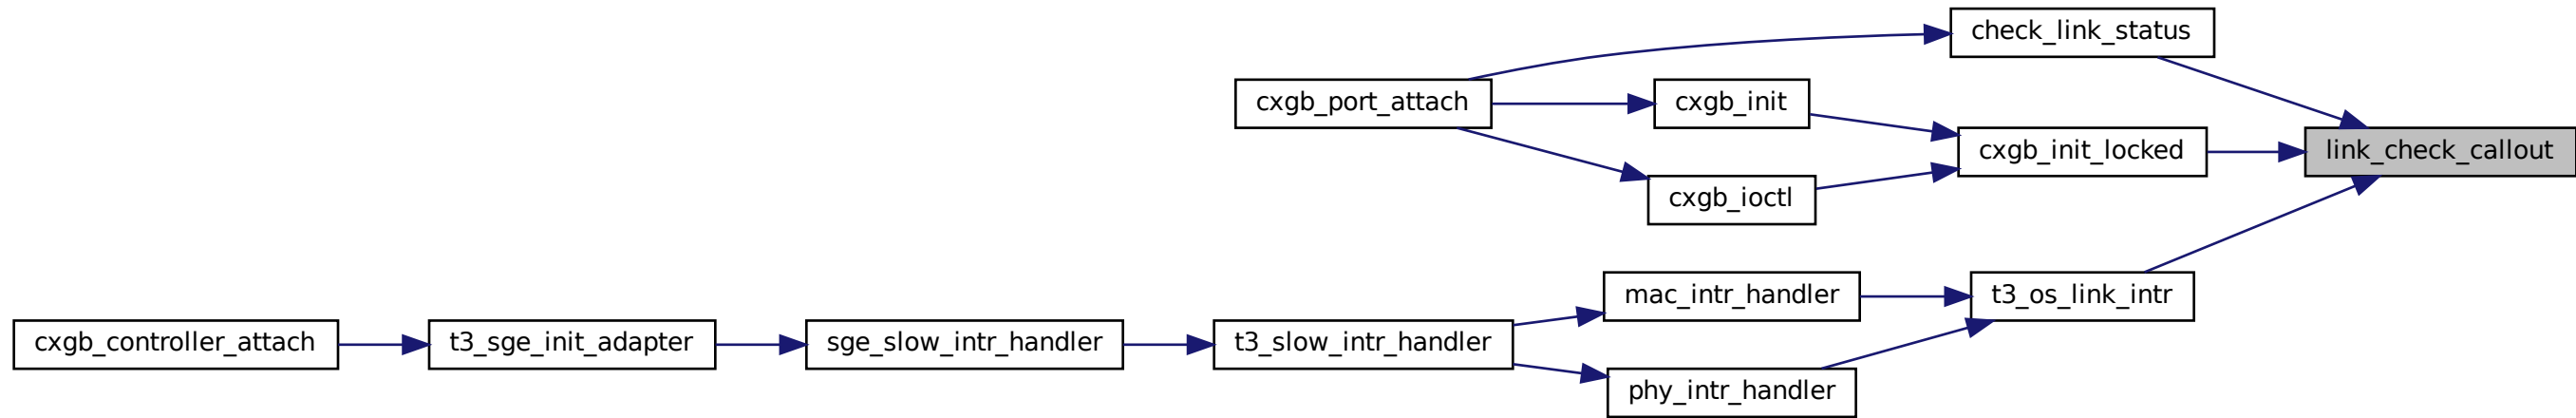 check_link_status
cxgb_port_attach
cxgb_init
cxgb_init_locked
link_check_callout
cxgb_ioctl
mac_intr_handler
t3_os_link_intr
cxgb_controller_attach
t3_sge_init_adapter
sge_slow_intr_handler
t3_slow_intr_handler
phy_intr_handler